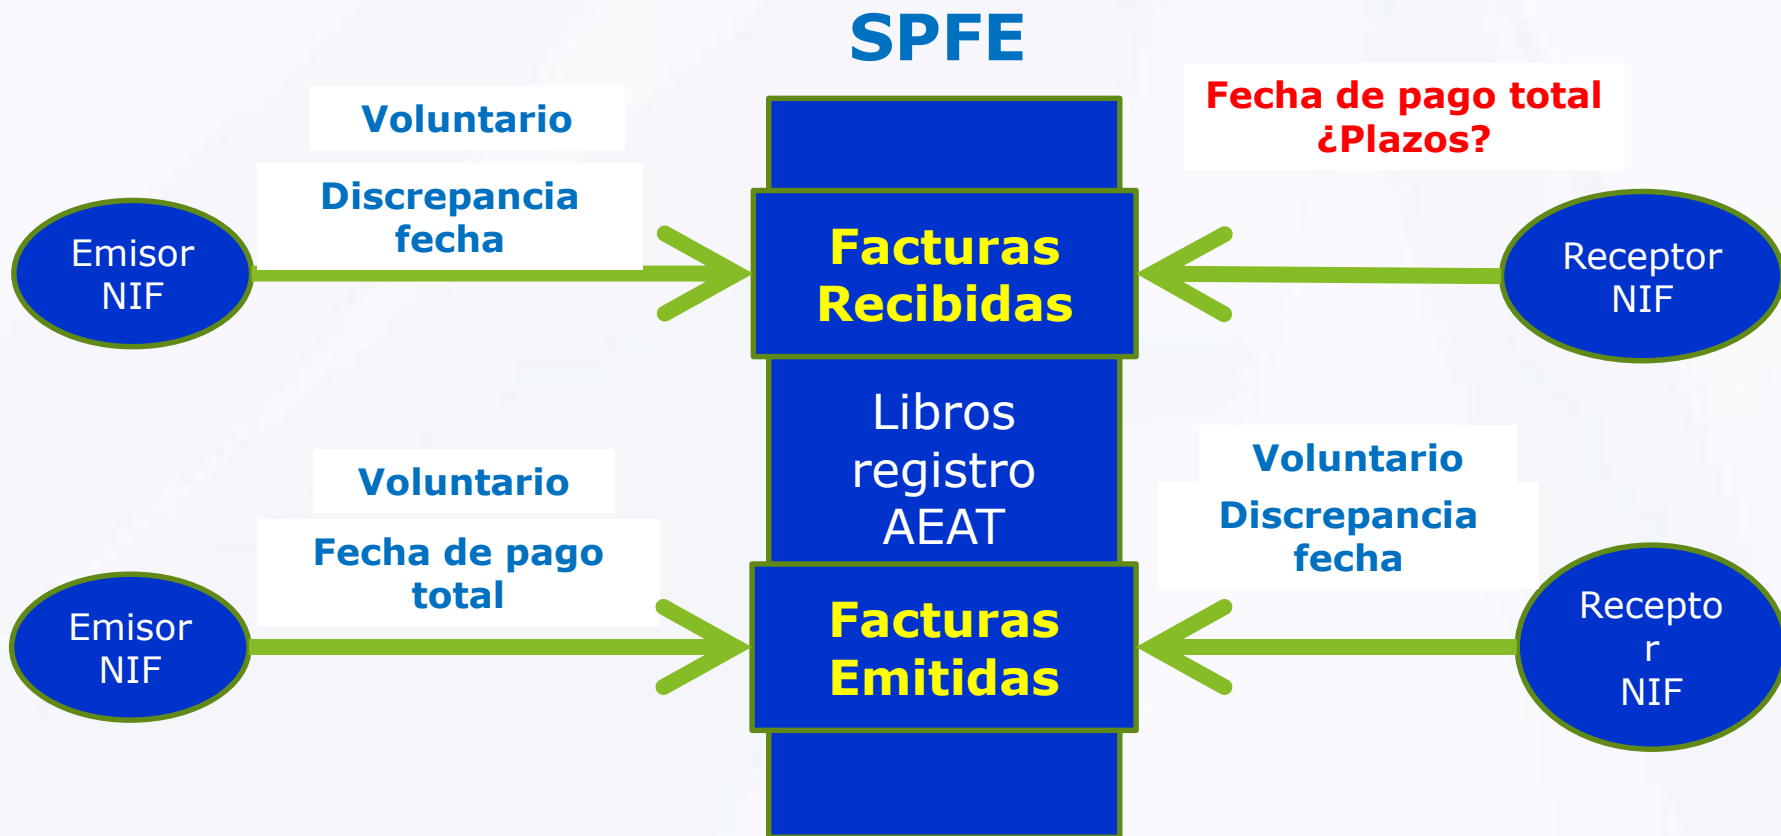 SPFE
Voluntario
Discrepancia
fecha
Emisor
NIF
Facturas
Recibidas
Fecha de pago total
¿Plazos?
Receptor
NIF
Libros
registro
AEAT
Voluntario
Fecha de pago
total
Emisor
NIF
Facturas
Emitidas
Voluntario
Discrepancia
fecha
Recepto
r
NIF